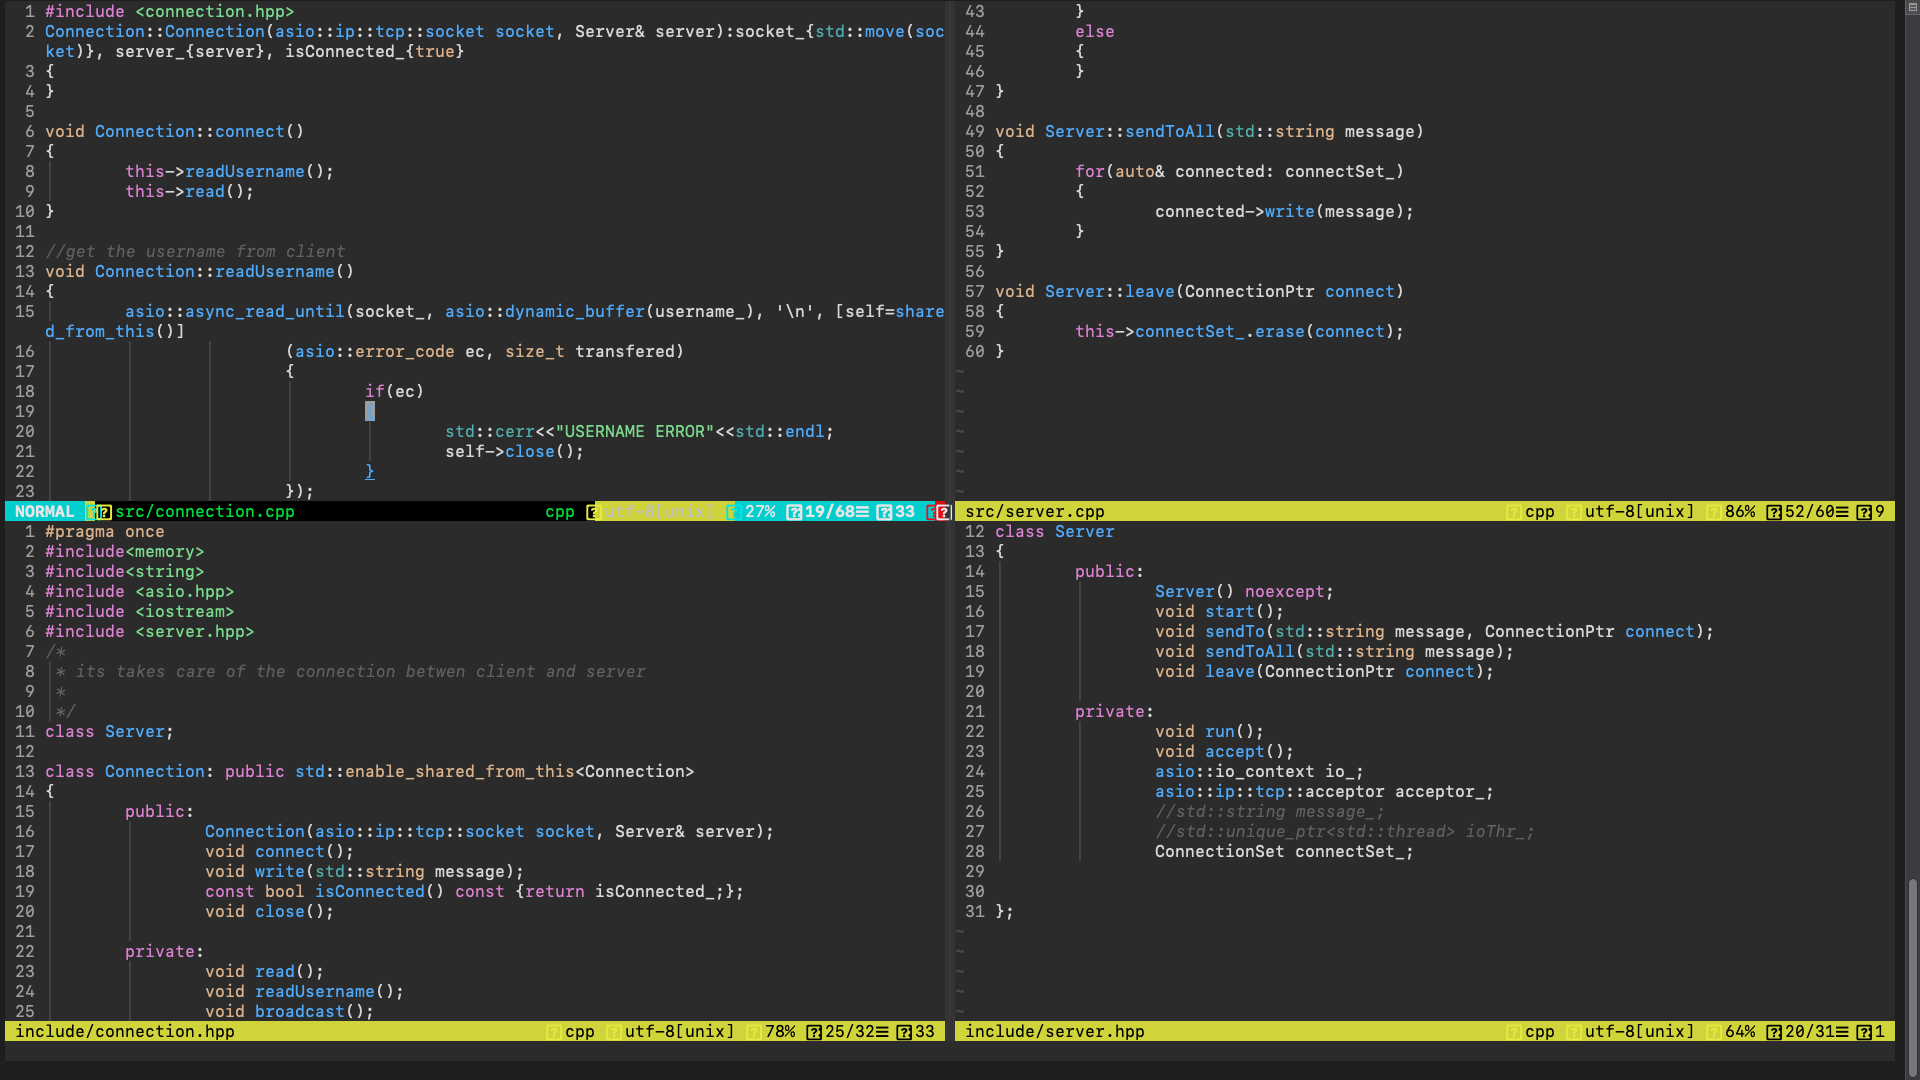 1 #include <connection.hpp>
2 Connection::Connection(asio::ip::tcp::socket socket, Server& server):socket_{std::move(soc
ket)}, server_{server}, isConnected_{true}
3 {
4 }
5
6 void Connection::connect()
7 {
8 this->readUsername();
9 this->read();
10 }
11
12 //get the username from client
13 void Connection::readUsername()
14 {
15 asio::async_read_until(socket_, asio::dynamic_buffer(username_), '\n', [self=share
d_from_this()]
16 (asio::error_code ec, size_t transfered)
17 {
18 if(ec)
19 {
20 std::cerr<<"USERNAME ERROR"<<std::endl;
21 self->close();
22 }
23 });
NORMAL src/connection.cpp cpp utf-8[unix] 27% 19/68≡ 33
43 }
44 else
45 {
46 }
47 }
48
49 void Server::sendToAll(std::string message)
50 {
51 for(auto& connected: connectSet_)
52 {
53 connected->write(message);
54 }
55 }
56
57 void Server::leave(ConnectionPtr connect)
58 {
59 this->connectSet_.erase(connect);
60 }
~
~
~
~
~
~
~
src/server.cpp cpp utf-8[unix] 86% 52/60≡ 9
1 #pragma once
2 #include<memory>
3 #include<string>
4 #include <asio.hpp>
5 #include <iostream>
6 #include <server.hpp>
7 /*
8 * its takes care of the connection betwen client and server
9 *
10 */
11 class Server;
12
13 class Connection: public std::enable_shared_from_this<Connection>
14 {
15 public:
16 Connection(asio::ip::tcp::socket socket, Server& server);
17 void connect();
18 void write(std::string message);
19 const bool isConnected() const {return isConnected_;};
20 void close();
21
22 private:
23 void read();
24 void readUsername();
25 void broadcast();
include/connection.hpp cpp utf-8[unix] 78% 25/32≡ 33
12 class Server
13 {
14 public:
15 Server() noexcept;
16 void start();
17 void sendTo(std::string message, ConnectionPtr connect);
18 void sendToAll(std::string message);
19 void leave(ConnectionPtr connect);
20
21 private:
22 void run();
23 void accept();
24 asio::io_context io_;
25 asio::ip::tcp::acceptor acceptor_;
26 //std::string message_;
27 //std::unique_ptr<std::thread> ioThr_;
28 ConnectionSet connectSet_;
29
30
31 };
~
~
~
~
~
include/server.hpp cpp utf-8[unix] 64% 20/31≡ 1